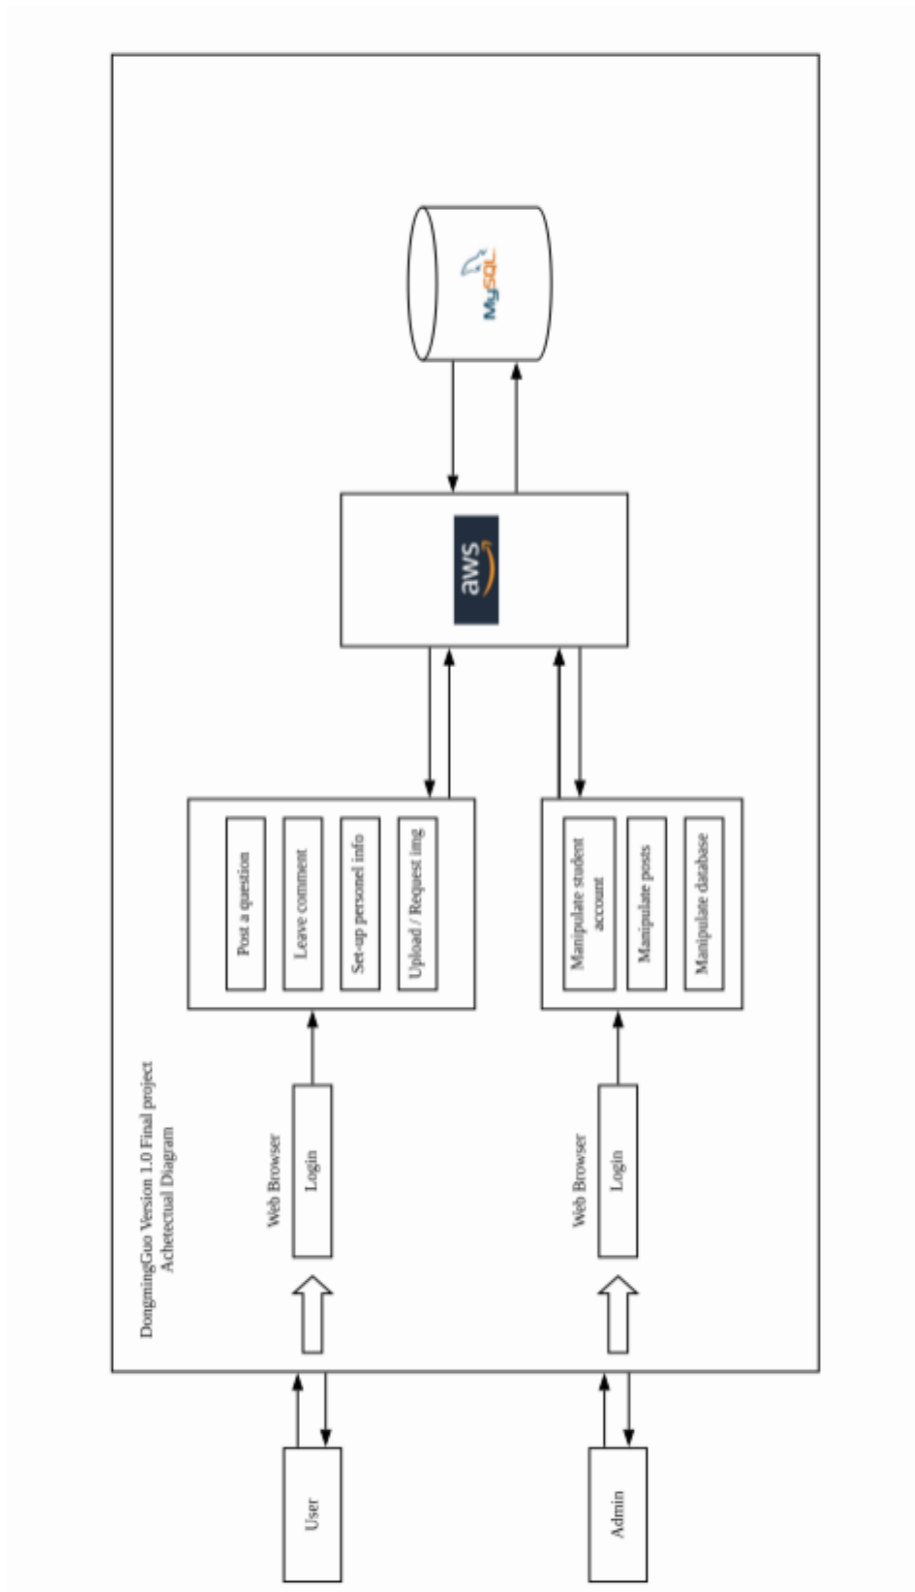 DongmingGuo Version 1.0 Final project
Achetectual Diagram
User
Web Browser
Login
Post a question
Leave comment
Set-up personel info
Upload / Request img
Admin
Web Browser
Login
Manipulate student
account
Manipulate posts
Manipulate database
aws
MySQL